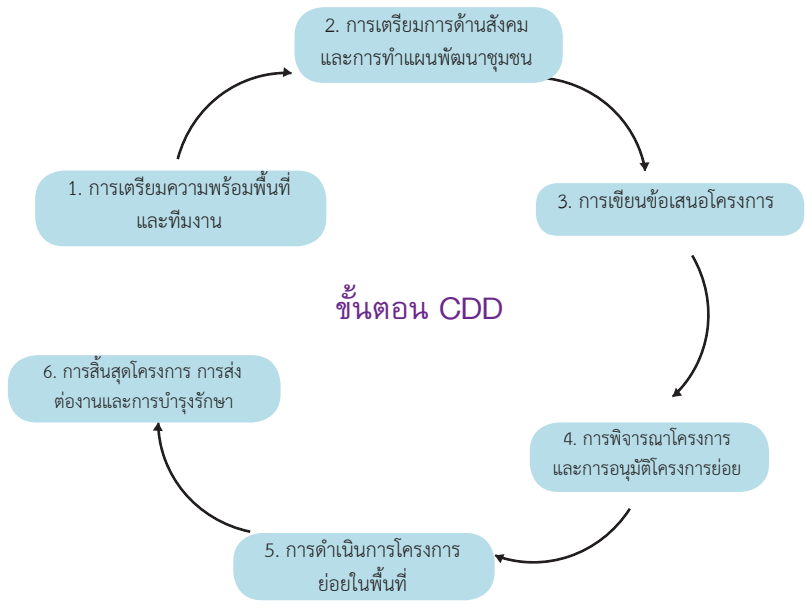 2. การเตรียมการด้านสังคม
และการทำแผนพัฒนาชุมชน
1. การเตรียมความพร้อมพื้นที่
และทีมงาน
3. การเขียนข้อเสนอโครงการ
ขั้นตอน CDD
6. การสิ้นสุดโครงการ การส่ง
ต่องานและการบำรุงรักษา
4. การพิจารณาโครงการ
และการอนุมัติโครงการย่อย
5. การดำเนินการโครงการ
ย่อยในพื้นที่